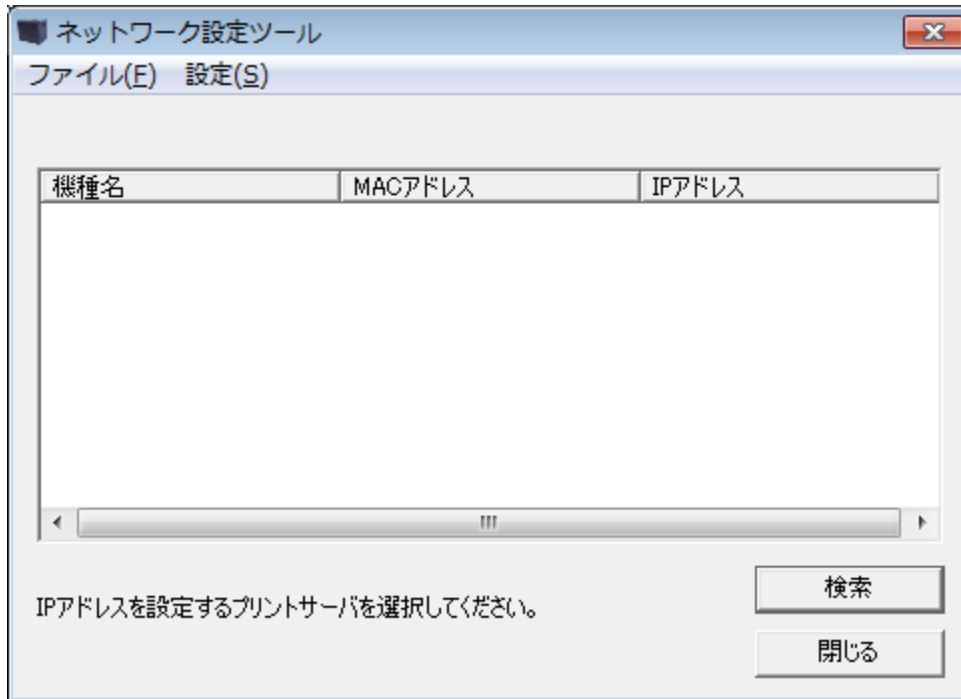 ネットワーク設定ツール
ファイル(F) 設定(S)
機種名 MACアドレス IPアドレス
IPアドレスを設定するプリントサーバを選択してください。
検索
閉じる